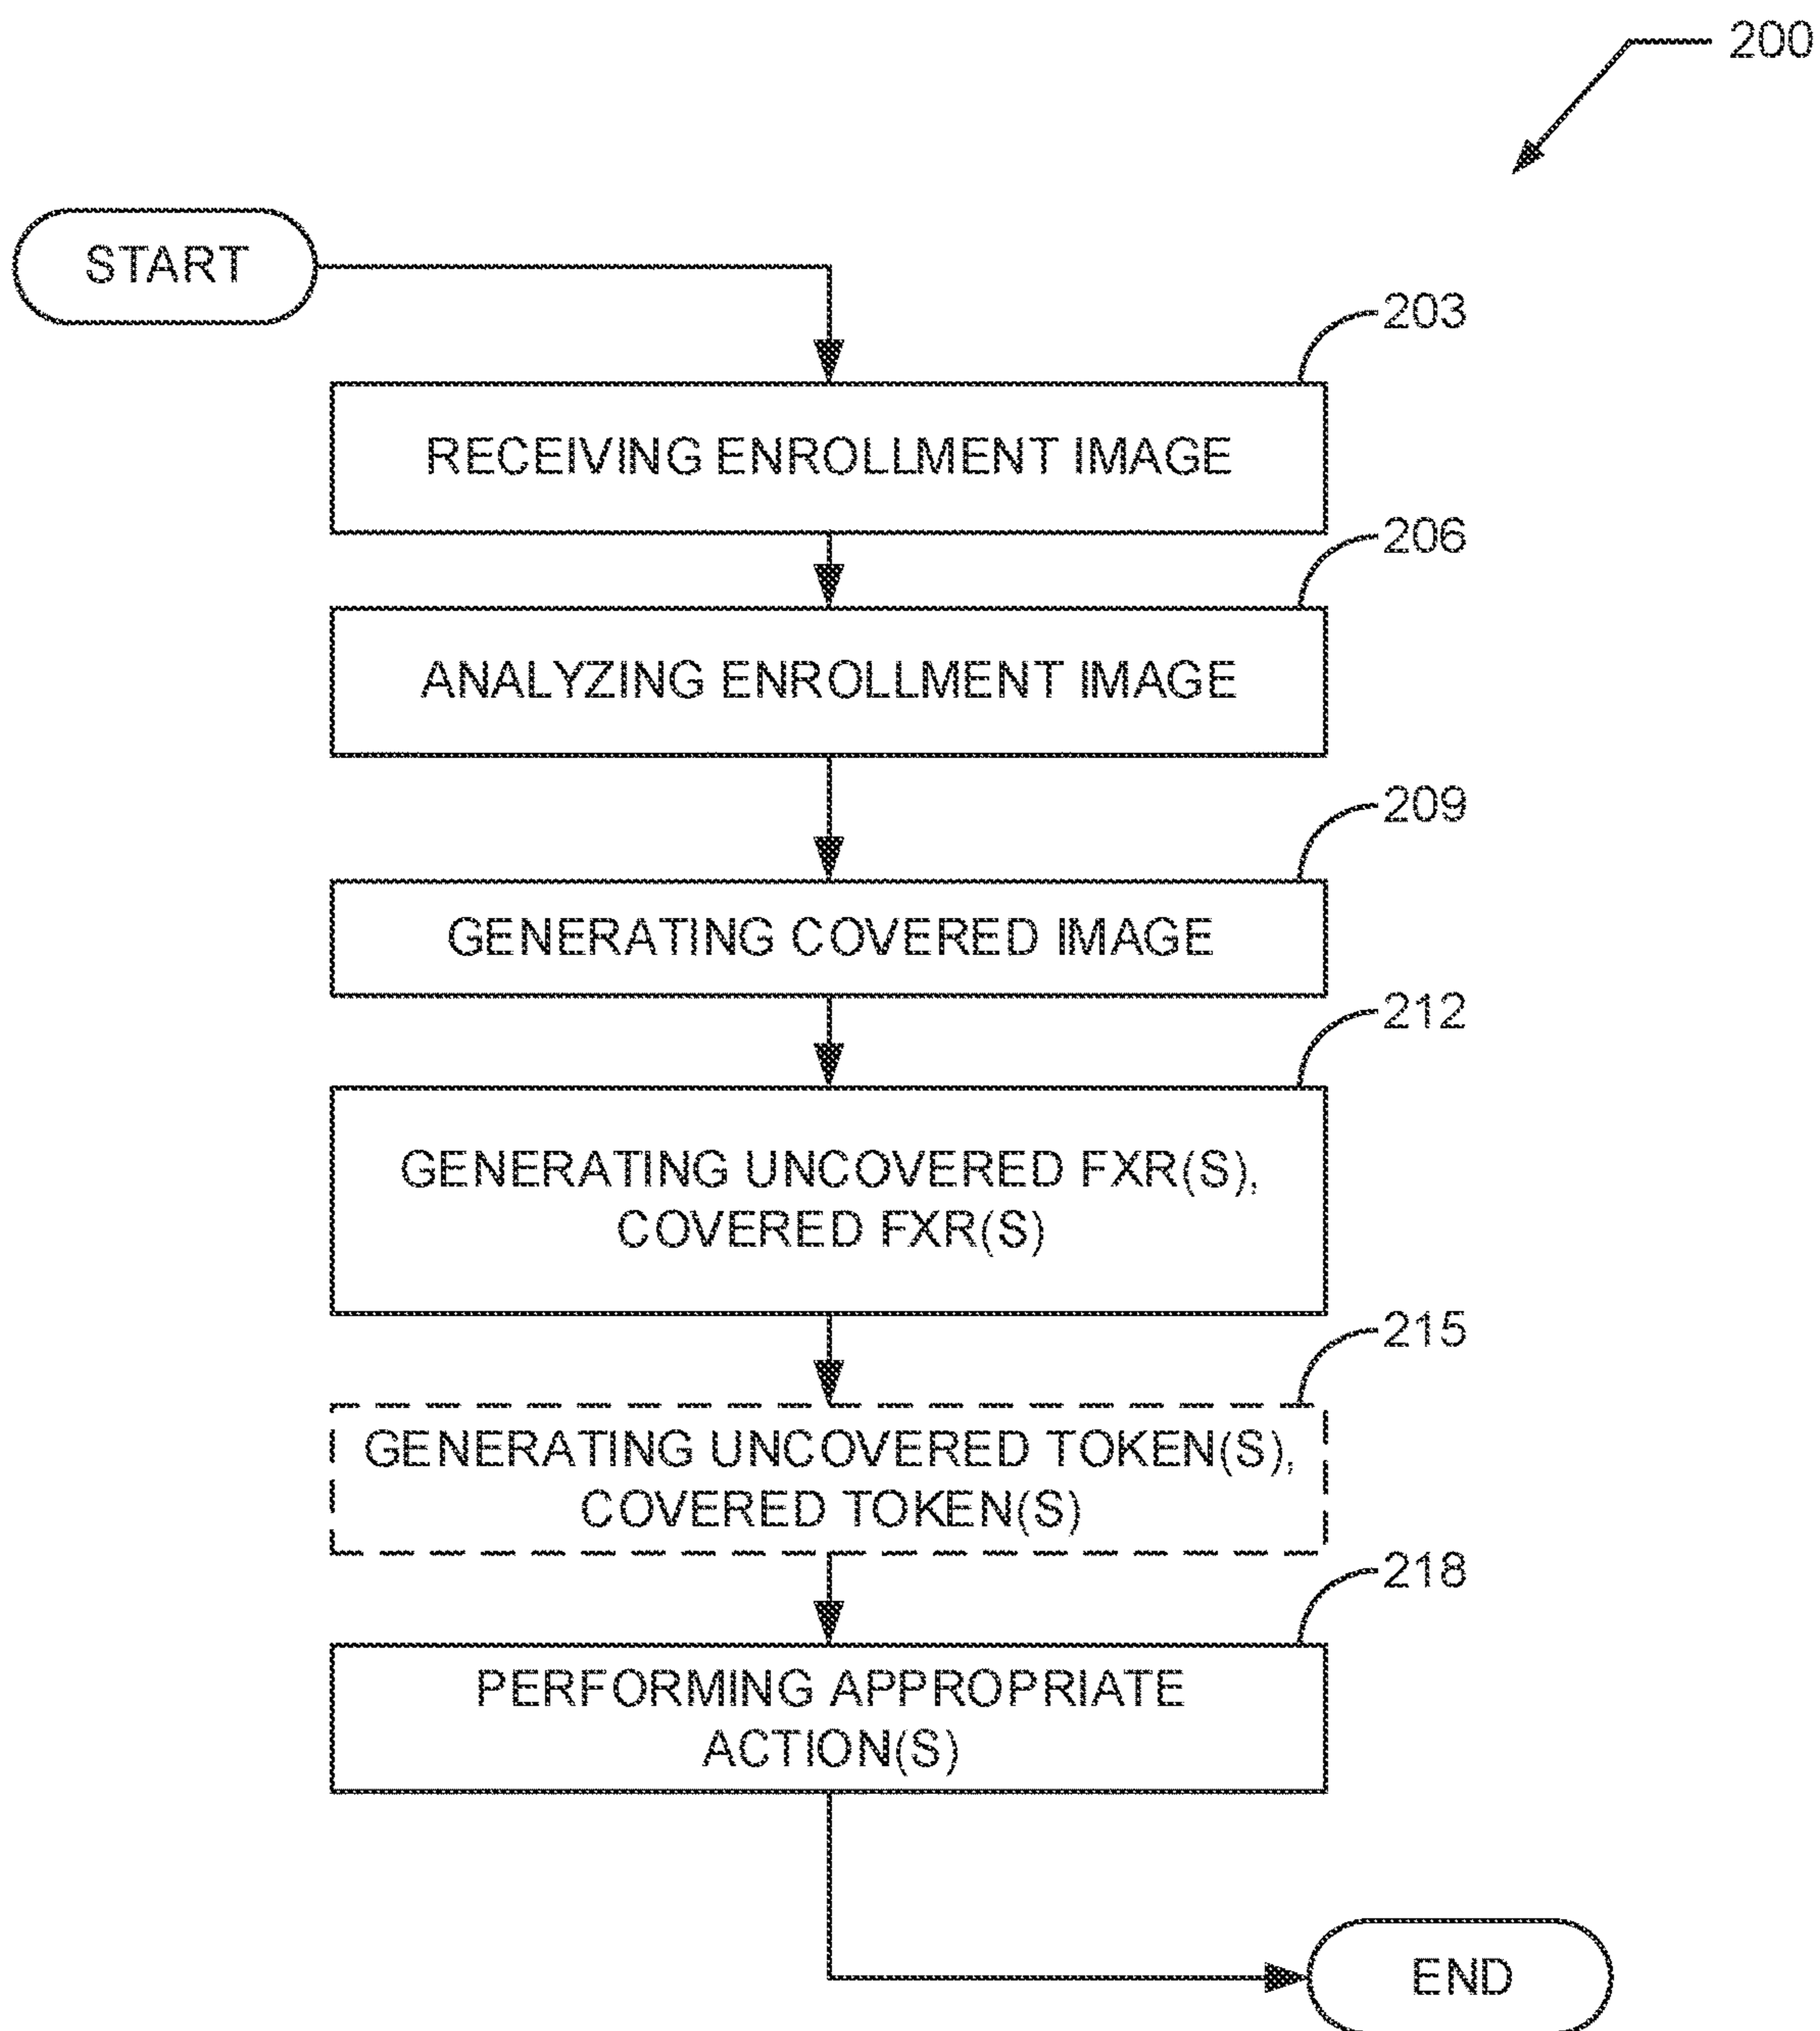 200
START
203
RECEIVING ENROLLMENT IMAGE
206
ANALYZING ENROLLMENT IMAGE
209
GENERATING COVERED IMAGE
212
GENERATING UNCOVERED FXR(S),
COVERED FXR(S)
215
GENERATING UNCOVERED TOKEN(S),
COVERED TOKEN(S)
218
PERFORMING APPROPRIATE
ACTION(S)
END